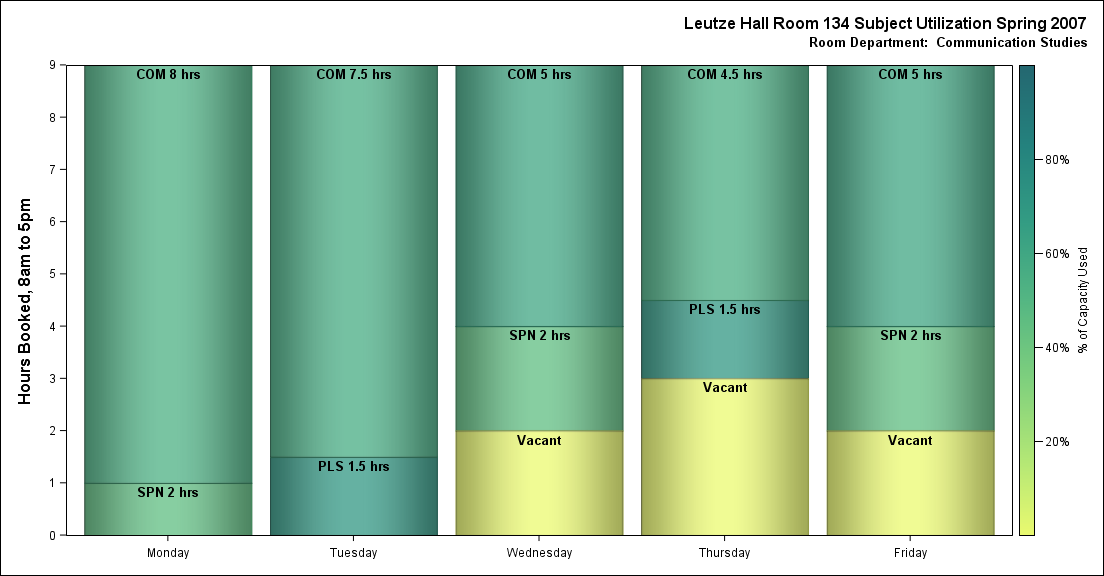 Leutze Hall Room 134 Subject Utilization Spring 2007
Room Department:  Communication Studies
Hours Booked, 8am to 5pm
9
8
7
6
5
4
3
2
1
0
COM 8 hrs
SPN 2 hrs
COM 7.5 hrs
PLS 1.5 hrs
COM 5 hrs
SPN 2 hrs
Vacant
COM 4.5 hrs
PLS 1.5 hrs
Vacant
COM 5 hrs
SPN 2 hrs
Vacant
Monday
Tuesday
Wednesday
Thursday
Friday
80%
60%
40%
20%
% of Capacity Used